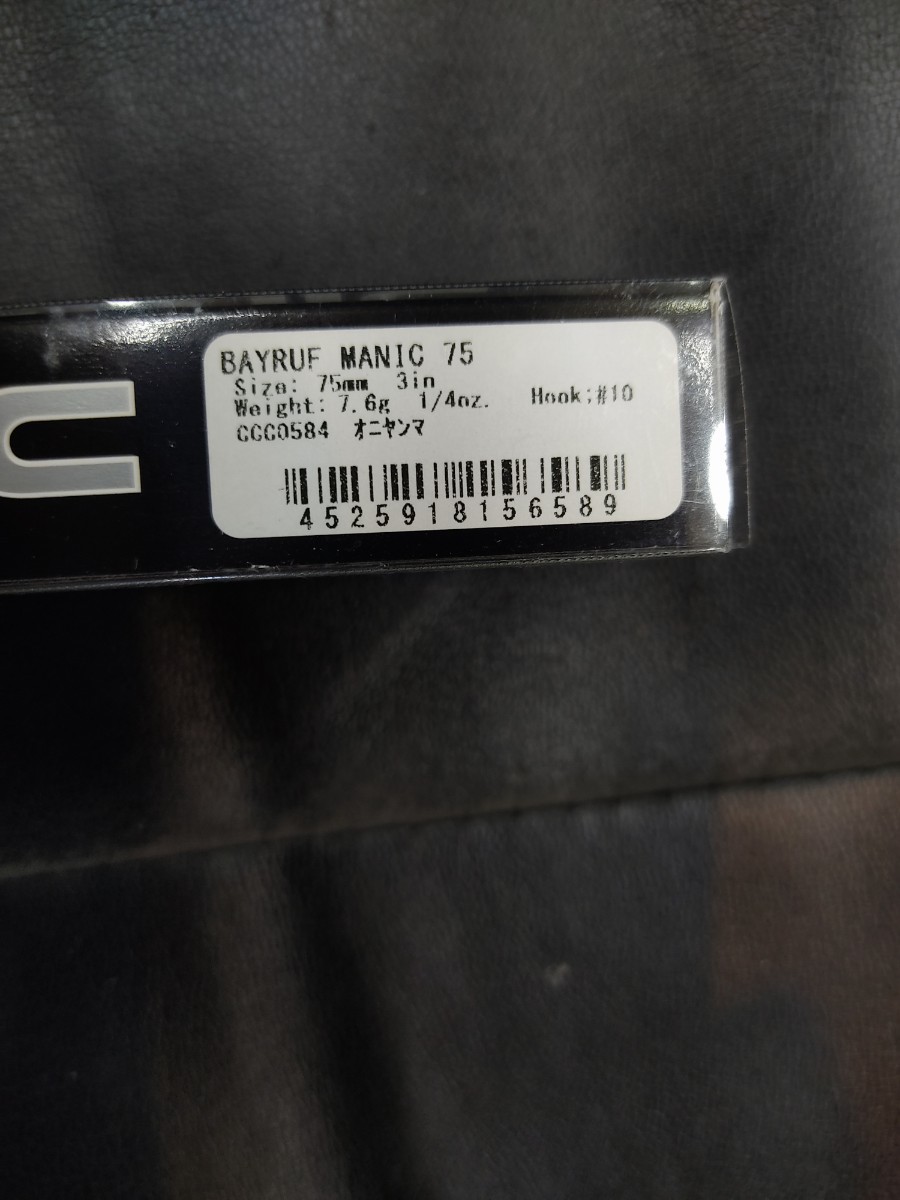 BAYRUF MANIC 75
Size: 75mm 3in
Weight: 7.6g 1/4oz. Hook;#10
CCC0584 オニヤンマ
4525918156589
C